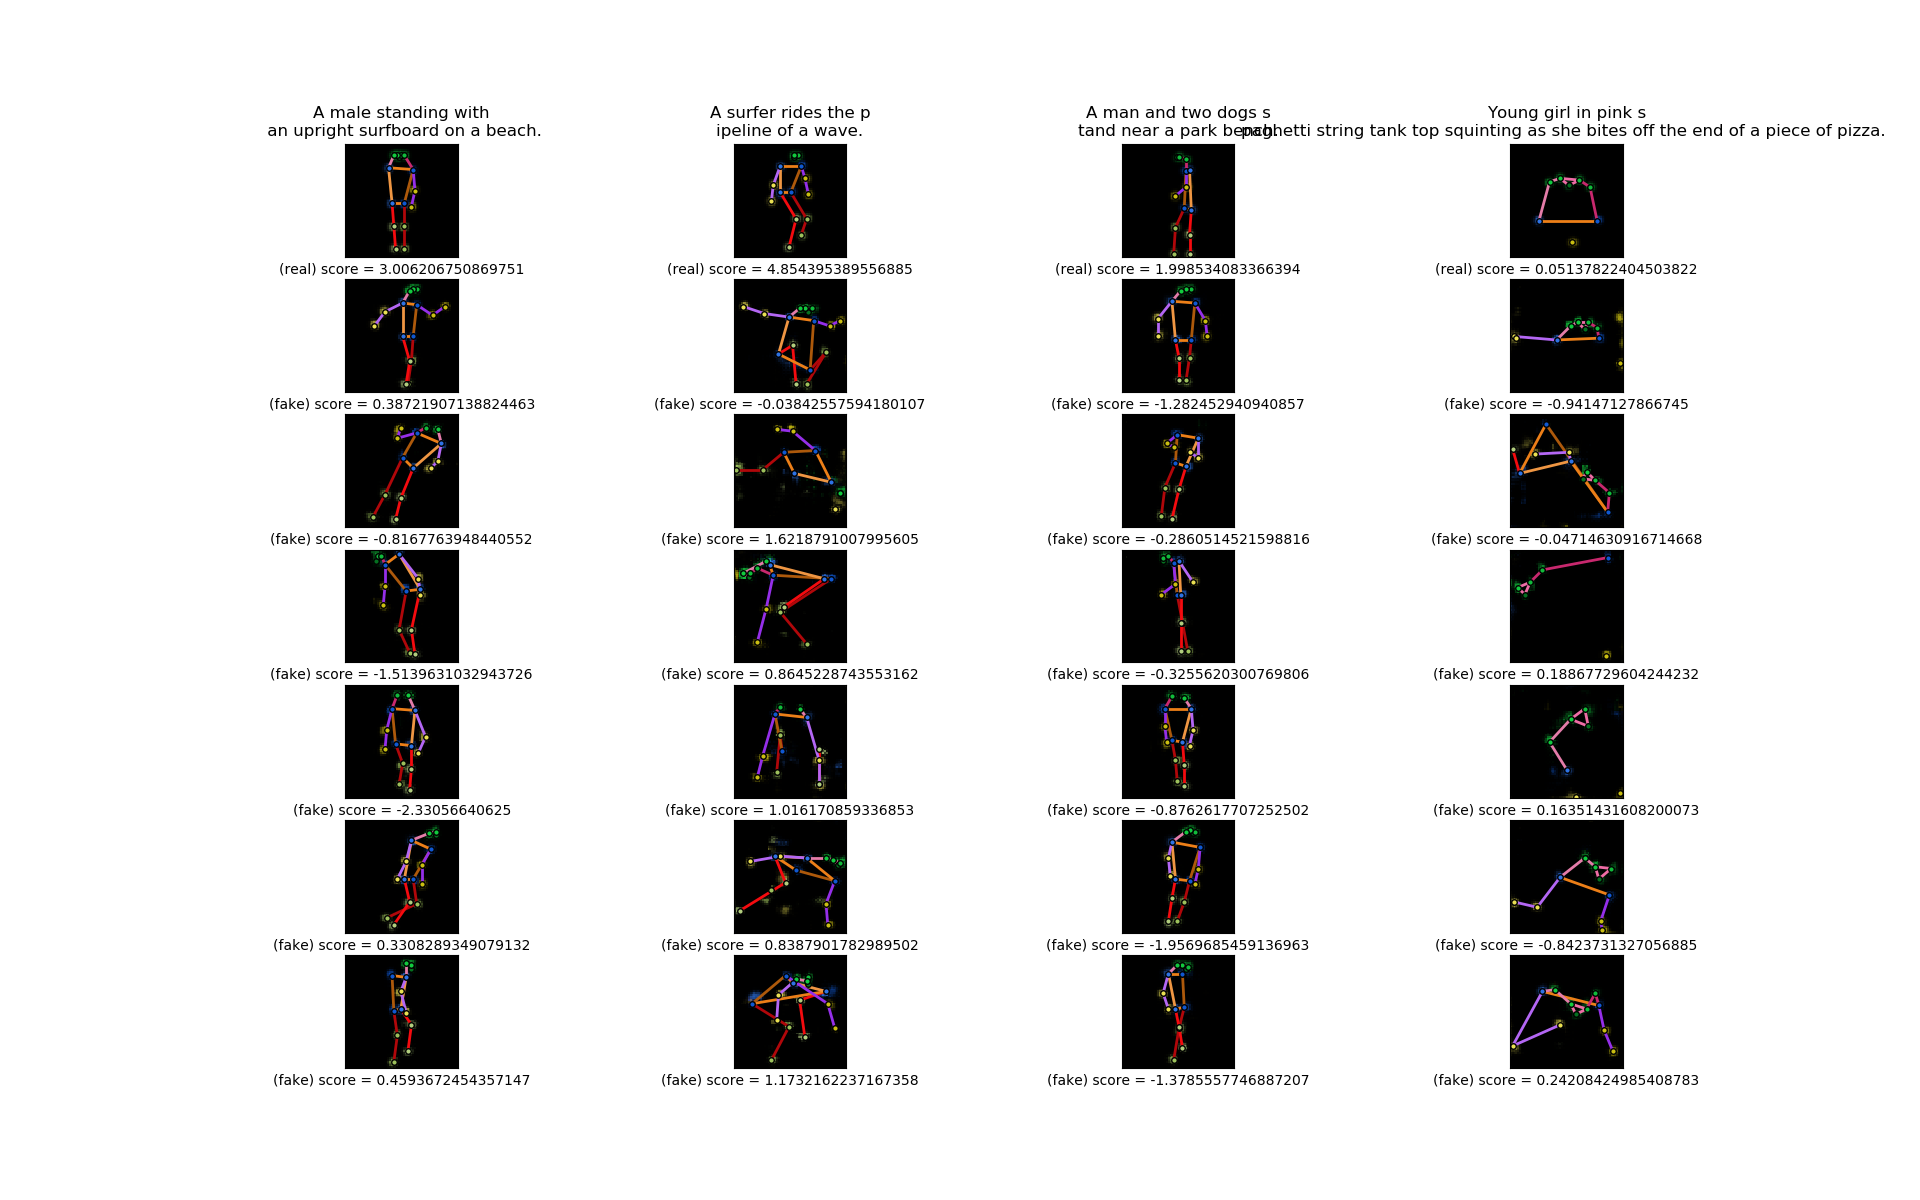 A male standing with
an upright surfboard on a beach.
A surfer rides the p
ipeline of a wave.
A man and two dogs s
tand near a park bench.
Young girl in pink s
paghetti string tank top squinting as she bites off the end of a piece of pizza.
(real) score = 3.006206750869751
(real) score = 4.854395389556885
(real) score = 1.998534083366394
(real) score = 0.05137822404503822
(fake) score = 0.38721907138824463
(fake) score = -0.03842557594180107
(fake) score = -1.282452940940857
(fake) score = -0.94147127866745
(fake) score = -0.8167763948440552
(fake) score = 1.6218791007995605
(fake) score = -0.2860514521598816
(fake) score = -0.04714630916714668
(fake) score = -1.5139631032943726
(fake) score = 0.8645228743553162
(fake) score = -0.3255620300769806
(fake) score = 0.18867729604244232
(fake) score = -2.33056640625
(fake) score = 1.016170859336853
(fake) score = -0.8762617707252502
(fake) score = 0.16351431608200073
(fake) score = 0.3308289349079132
(fake) score = 0.8387901782989502
(fake) score = -1.9569685459136963
(fake) score = -0.8423731327056885
(fake) score = 0.4593672454357147
(fake) score = 1.1732162237167358
(fake) score = -1.3785557746887207
(fake) score = 0.24208424985408783